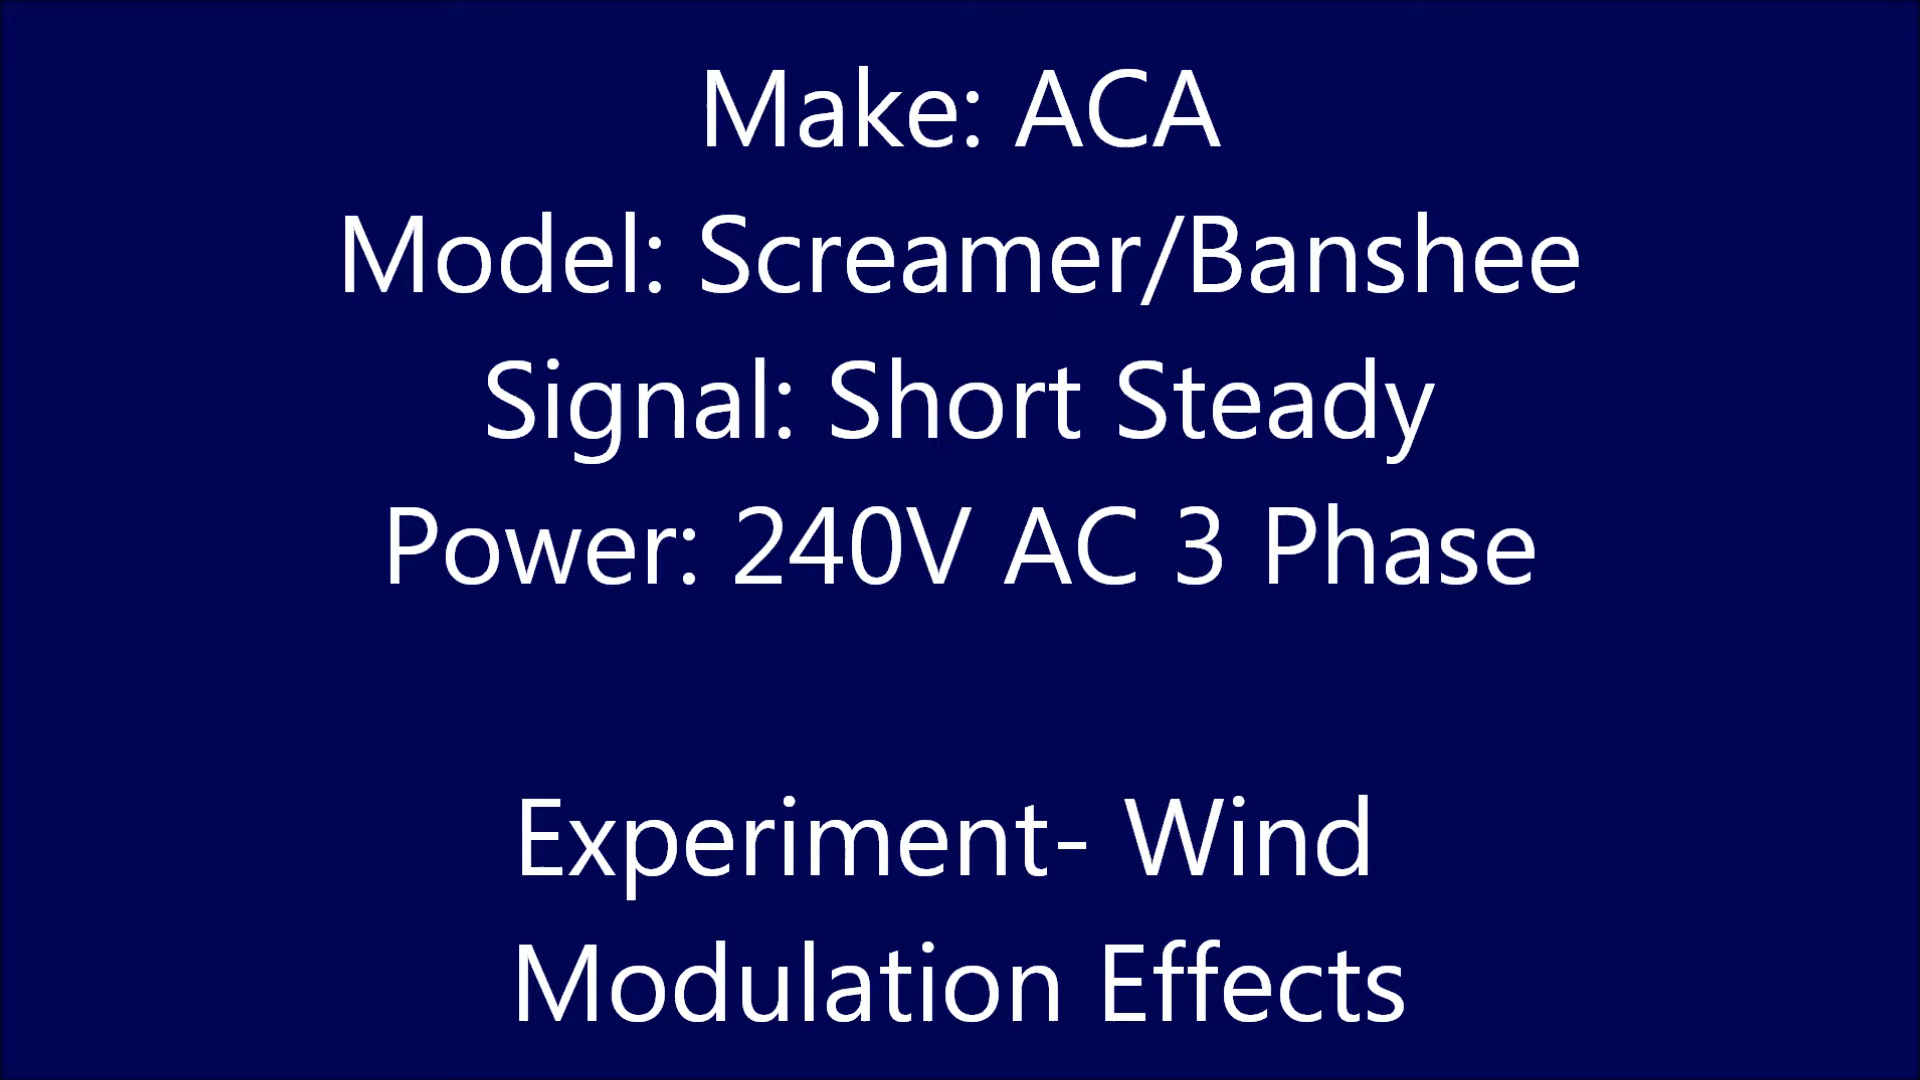 Make: ACA
Model: Screamer/Banshee
Signal: Short Steady
Power: 240V AC 3 Phase
Experiment- Wind
Modulation Effects